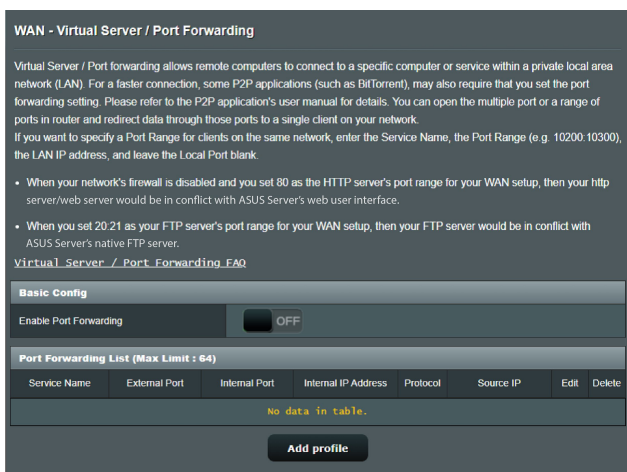 WAN - Virtual Server / Port Forwarding
Virtual Server / Port forwarding allows remote computers to connect to a specific computer or service within a private local area
network (LAN). For a faster connection, some P2P applications (such as BitTorrent), may also require that you set the port
forwarding setting. Please refer to the P2P application's user manual for details. You can open the multiple port or a range of
ports in router and redirect data through those ports to a single client on your network.
If you want to specify a Port Range for clients on the same network, enter the Service Name, the Port Range (e.g. 10200:10300),
the LAN IP address, and leave the Local Port blank.
• When your network's firewall is disabled and you set 80 as the HTTP server's port range for your WAN setup, then your http
server/web server would be in conflict with ASUS Server's web user interface.
• When you set 20:21 as your FTP server's port range for your WAN setup, then your FTP server would be in conflict with
ASUS Server's native FTP server.
Virtual Server / Port Forwarding FAQ
Basic Config
Enable Port Forwarding OFF
Port Forwarding List (Max Limit : 64)
Service Name External Port Internal Port Internal IP Address Protocol Source IP Edit Delete
No data in table.
Add profile